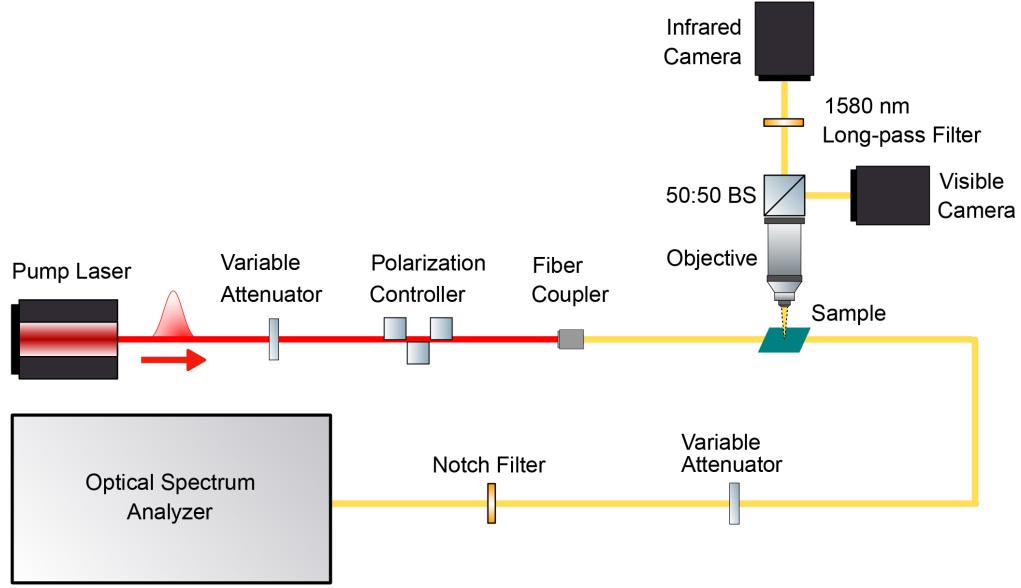 Infrared
Camera
1580 nm
Long-pass Filter
50:50 BS
Visible
Camera
Objective
Pump Laser
Variable
Attenuator
Polarization
Controller
Fiber
Coupler
Sample
Optical Spectrum
Analyzer
Notch Filter
Variable
Attenuator